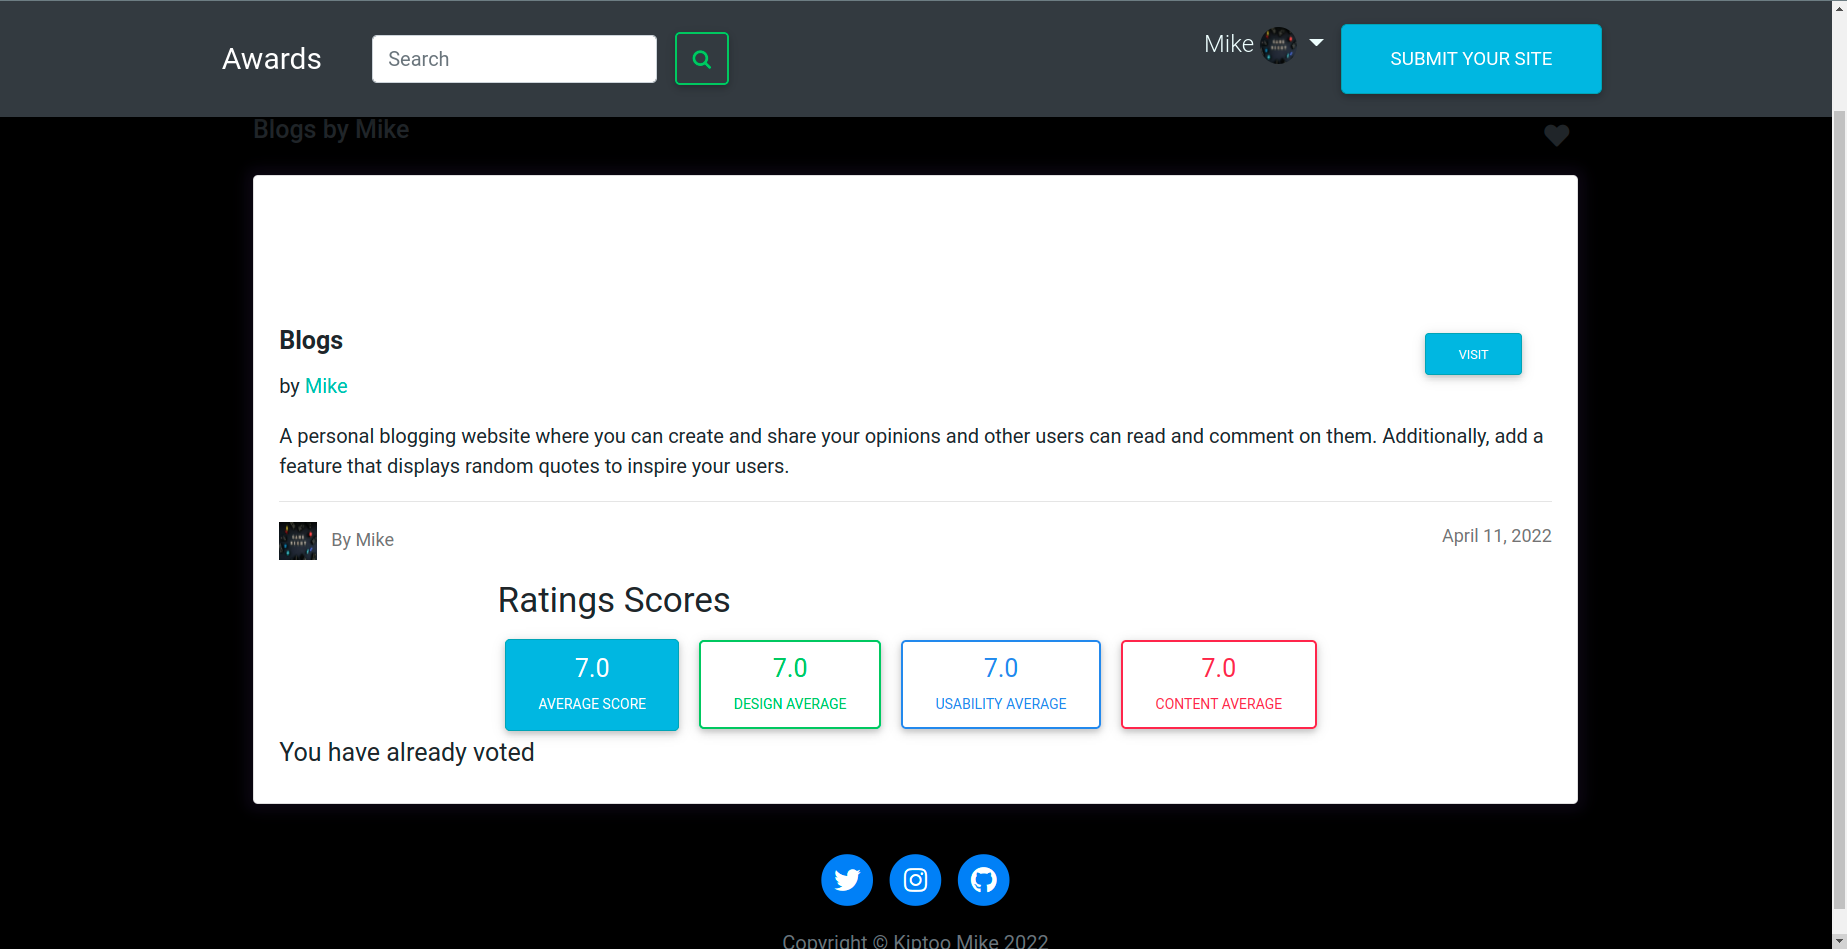 Awards
Search
Mike
SUBMIT YOUR SITE
Blogs by Mike
Blogs
VISIT
by Mike
A personal blogging website where you can create and share your opinions and other users can read and comment on them. Additionally, add a
feature that displays random quotes to inspire your users.
By Mike
April 11, 2022
Ratings Scores
7.0
AVERAGE SCORE
7.0
DESIGN AVERAGE
7.0
USABILITY AVERAGE
7.0
CONTENT AVERAGE
You have already voted
Copyright © Kiptoo Mike 2022